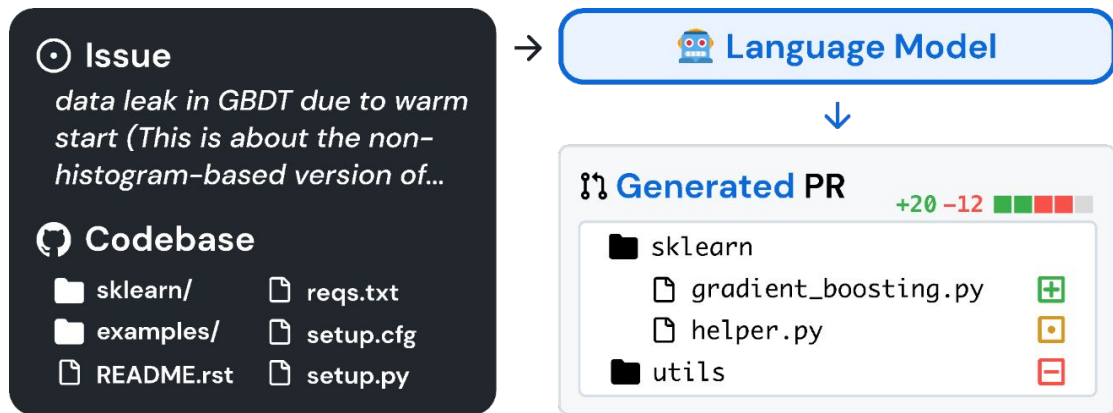 Issue
data leak in GBDT due to warm
start (This is about the non-
histogram-based version of...
Codebase
sklearn/
reqs.txt
examples/
setup.cfg
README.rst
setup.py
Language Model
Generated PR
+20 -12
sklearn
gradient_boosting.py
helper.py
utils